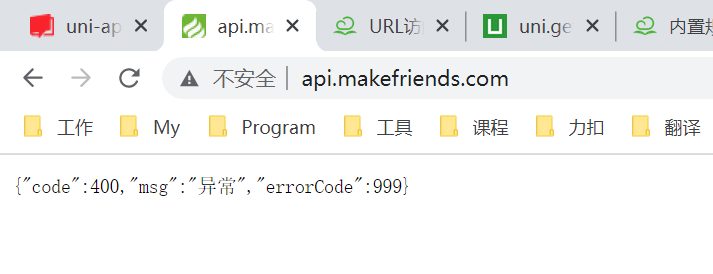 uni-ap
api.ma
URL访
uni.ge
内置规
不安全 api.makefriends.com
工作
My
Program
工具
课程
力扣
翻译
{"code":400,"msg":"异常","errorCode":999}